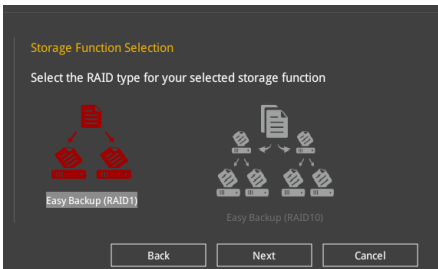 Storage Function Selection
Select the RAID type for your selected storage function
Easy Backup (RAID1)
Easy Backup (RAID10)
Back
Next
Cancel